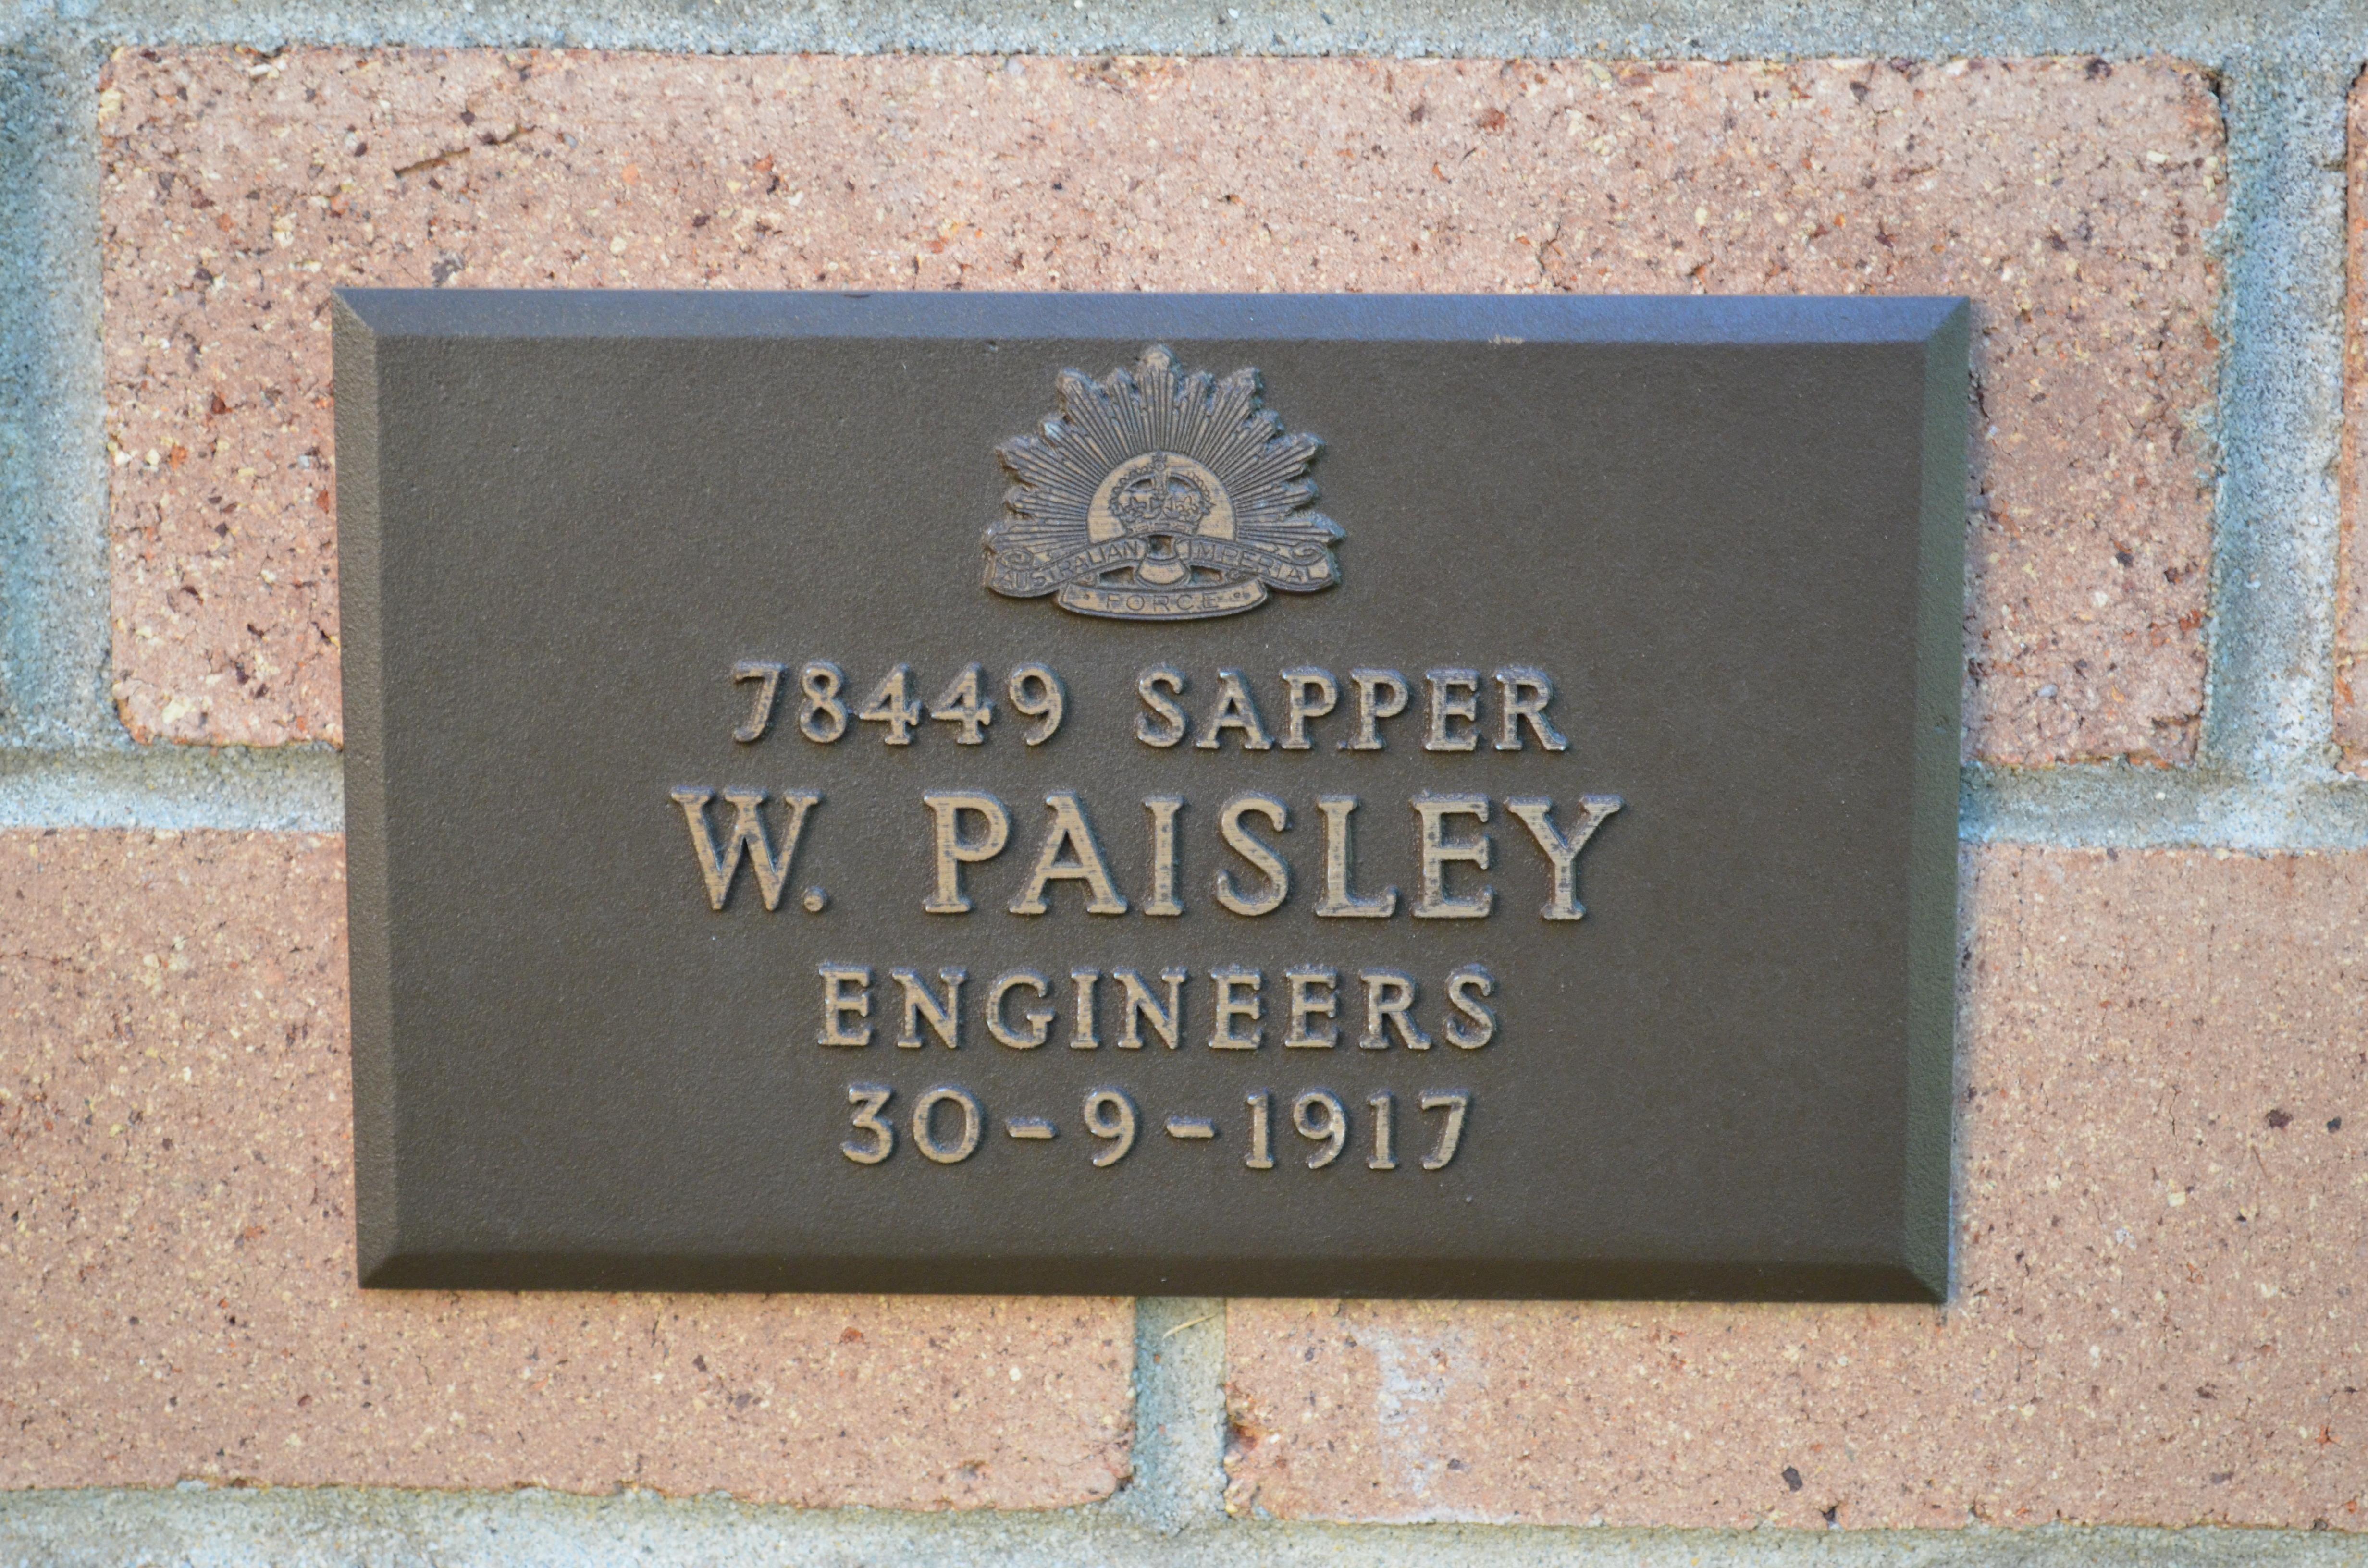 AUSTRALIAN IMPERIAL
FORCE
78449 SAPPER
W. PAISLEY
ENGINEERS
30-9-1917